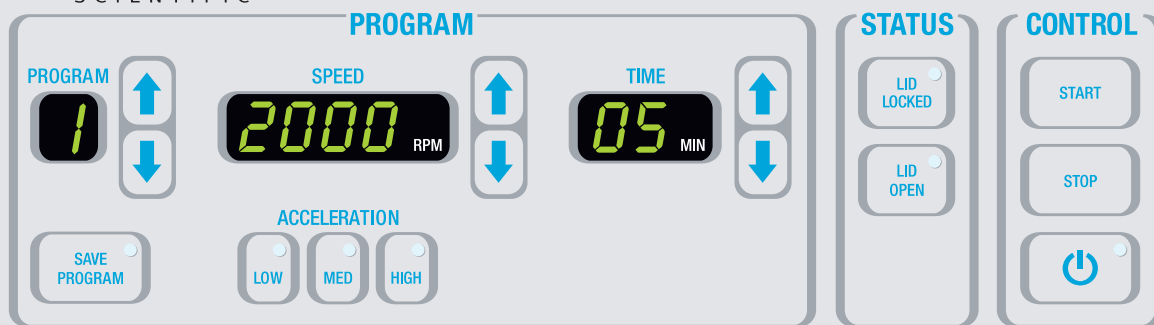 SCIENTIFIC
PROGRAM
STATUS
CONTROL
PROGRAM
SPEED
TIME
1
2000 RPM
05 MIN
LID
LOCKED
START
LID
OPEN
STOP
ACCELERATION
SAVE
PROGRAM
LOW
MED
HIGH